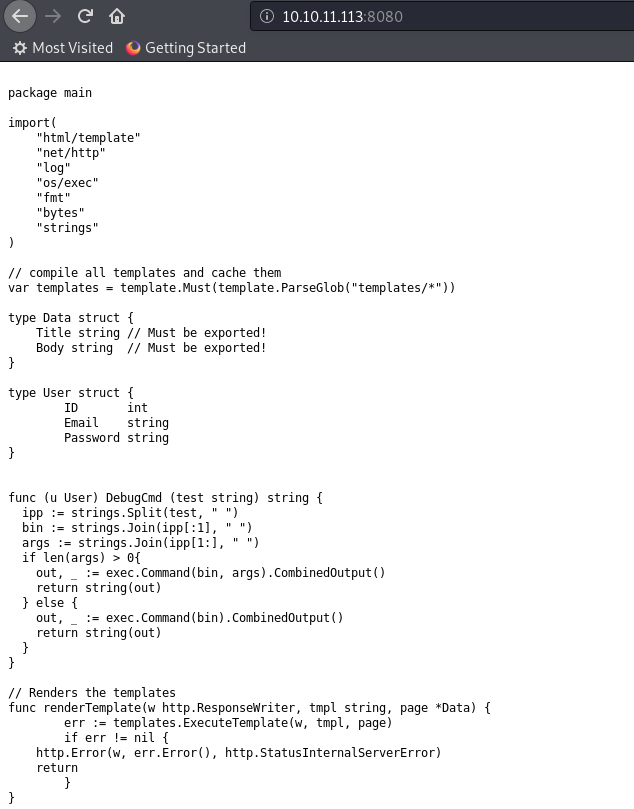 10.10.11.113:8080
Most Visited Getting Started
package main
import(
    "html/template"
    "net/http"
    "log"
    "os/exec"
    "fmt"
    "bytes"
    "strings"
)
// compile all templates and cache them
var templates = template.Must(template.ParseGlob("templates/*"))
type Data struct {
    Title string // Must be exported!
    Body string  // Must be exported!
}
type User struct {
        ID       int
        Email    string
        Password string
}
func (u User) DebugCmd (test string) string {
  ipp := strings.Split(test, " ")
  bin := strings.Join(ipp[:1], " ")
  args := strings.Join(ipp[1:], " ")
  if len(args) > 0{
    out, _ := exec.Command(bin, args).CombinedOutput()
    return string(out)
  } else {
    out, _ := exec.Command(bin).CombinedOutput()
    return string(out)
  }
}
// Renders the templates
func renderTemplate(w http.ResponseWriter, tmpl string, page *Data) {
        err := templates.ExecuteTemplate(w, tmpl, page)
        if err != nil {
    http.Error(w, err.Error(), http.StatusInternalServerError)
    return
        }
}